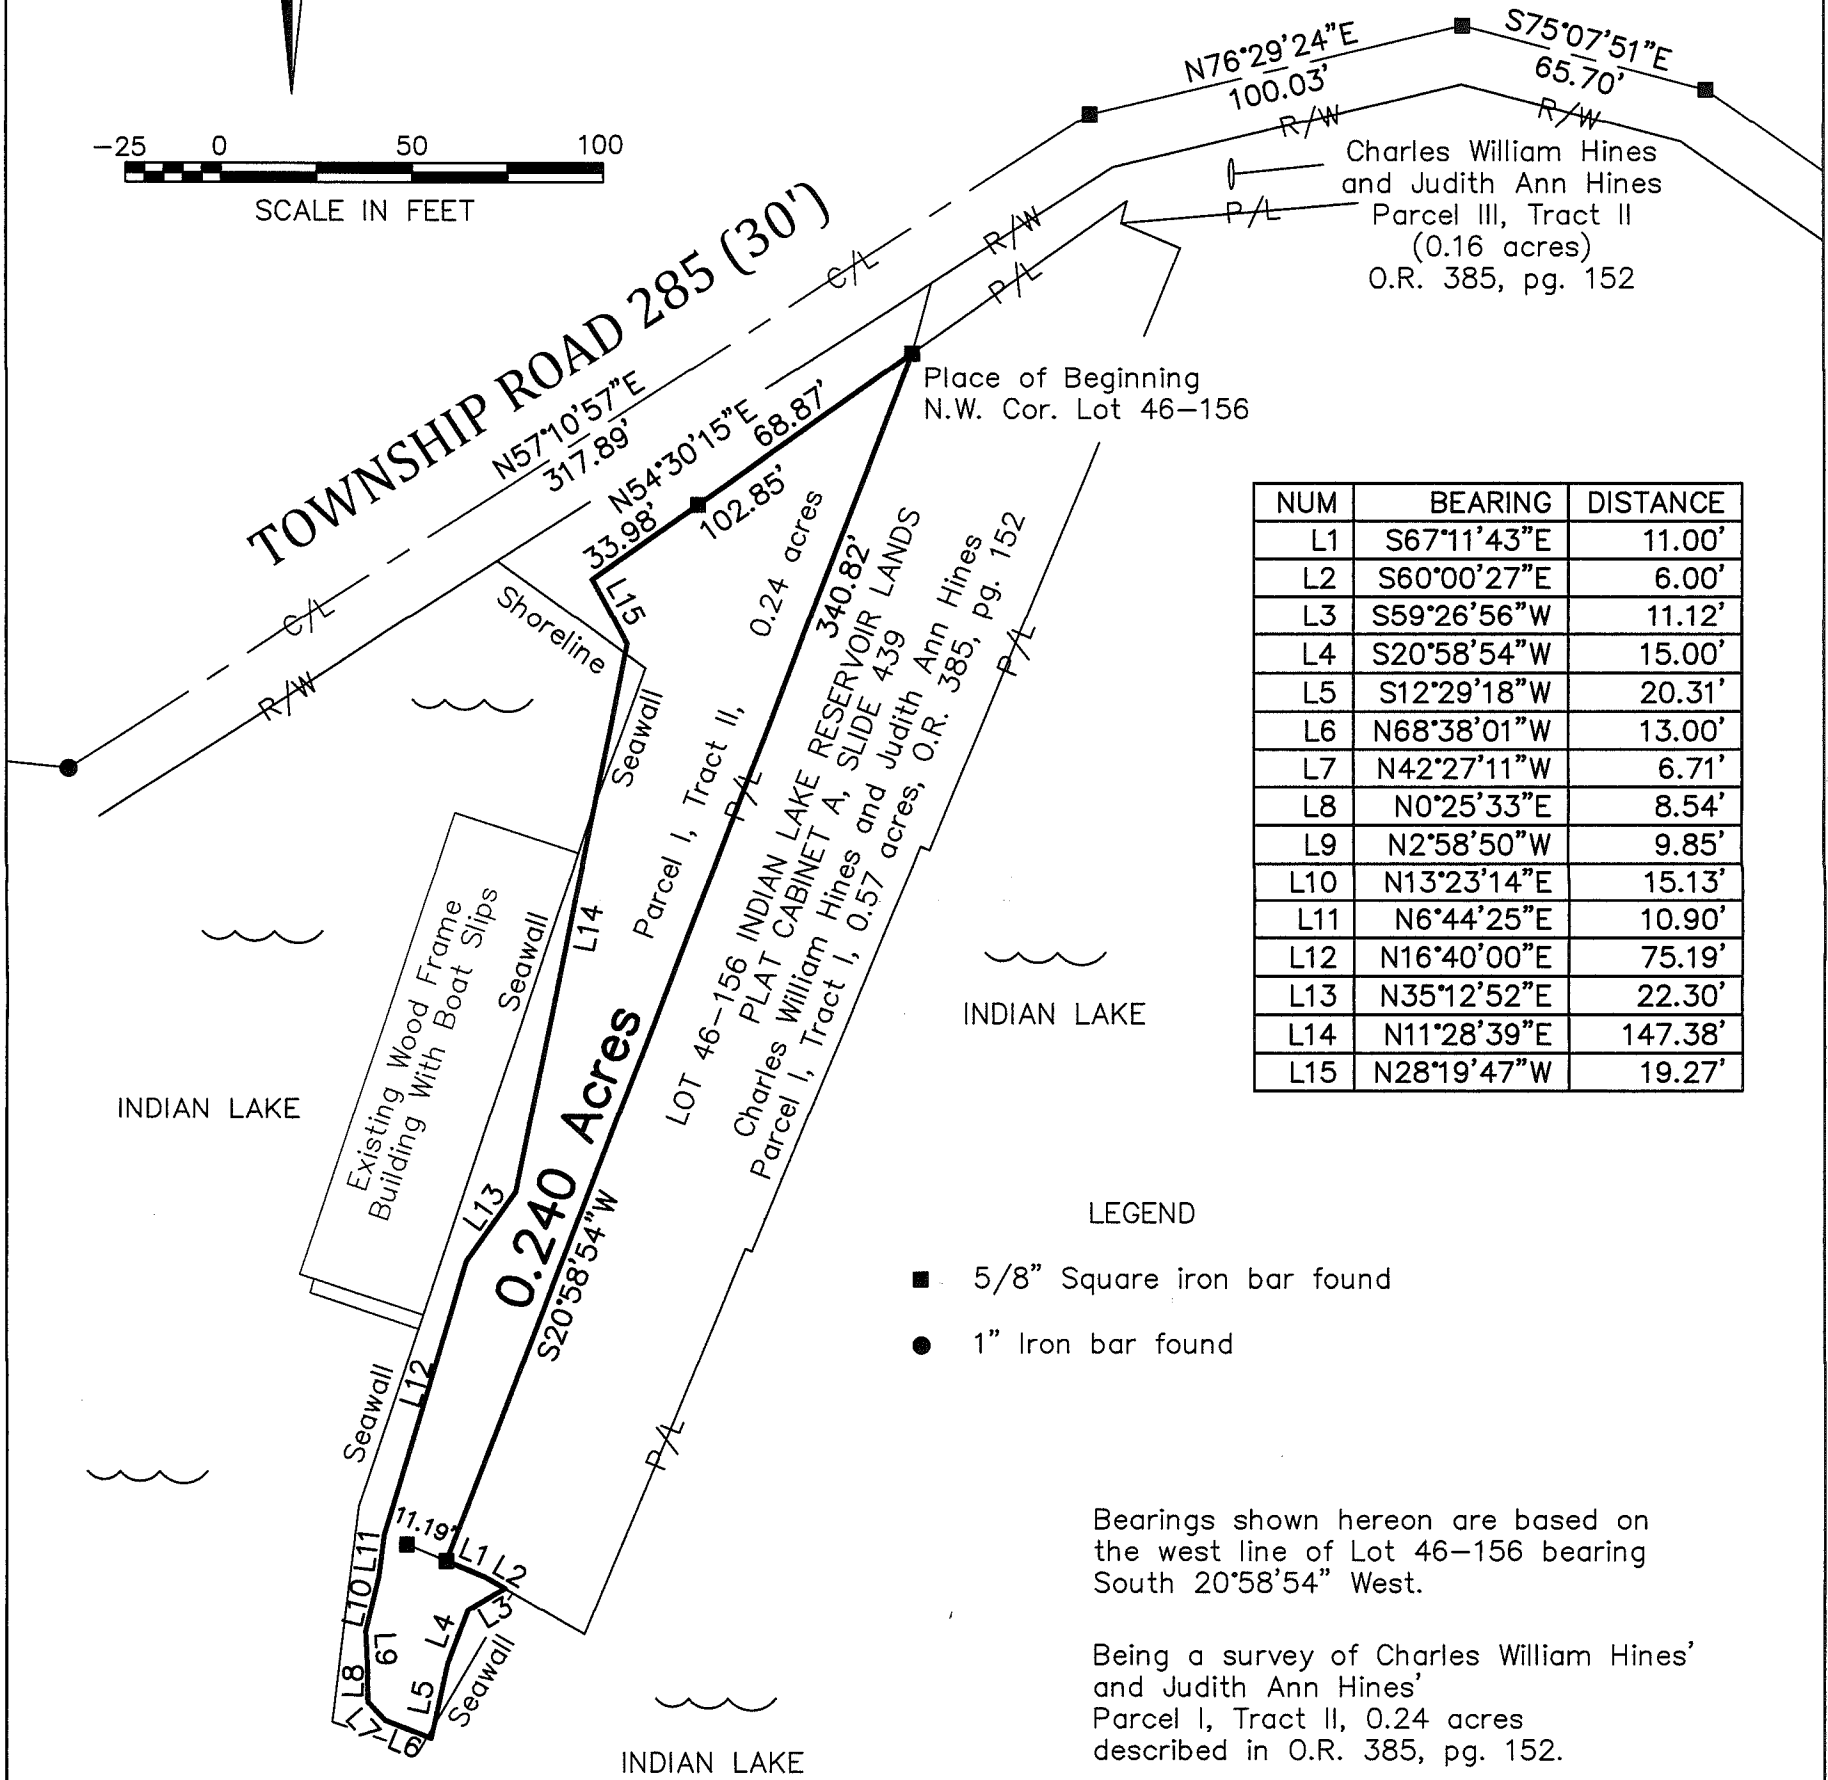 N76°29'24"E
100.03'
S75°07'51"E
65.70'
R/W
R/W
-25 0 50 100
SCALE IN FEET
Charles William Hines
and Judith Ann Hines
Parcel III, Tract II
(0.16 acres)
O.R. 385, pg. 152
P/L
TOWNSHIP ROAD 285 (30')
C/L
R/W
P/L
N57°10'57"E
317.89'
N54°30'15"E
68.87'
33.98'
102.85'
Place of Beginning
N.W. Cor. Lot 46-156
C/L
R/W
Shoreline
L15
Seawall
340.82'
Parcel I, Tract II, 0.24 acres
P/L
LOT 46-156 INDIAN LAKE RESERVOIR LANDS
PLAT CABINET A, SLIDE 439
Charles William Hines and Judith Ann Hines
Parcel I, Tract I, 0.57 acres, O.R. 385, pg. 152
P/L
NUM BEARING DISTANCE
L1 S67°11'43"E 11.00'
L2 S60°00'27"E 6.00'
L3 S59°26'56"W 11.12'
L4 S20°58'54"W 15.00'
L5 S12°29'18"W 20.31'
L6 N68°38'01"W 13.00'
L7 N42°27'11"W 6.71'
L8 N0°25'33"E 8.54'
L9 N2°58'50"W 9.85'
L10 N13°23'14"E 15.13'
L11 N6°44'25"E 10.90'
L12 N16°40'00"E 75.19'
L13 N35°12'52"E 22.30'
L14 N11°28'39"E 147.38'
L15 N28°19'47"W 19.27'
Existing Wood Frame
Building With Boat Slips
Seawall
L14
INDIAN LAKE
INDIAN LAKE
0.240 Acres
S20°58'54"W
L13
L12
Seawall
P/L
LEGEND
5/8" Square iron bar found
1" Iron bar found
11.19'
L1
L2
L3
L4
L5
L6
L7
L8
L9
L10
L11
Seawall
INDIAN LAKE
Bearings shown hereon are based on
the west line of Lot 46-156 bearing
South 20°58'54" West.
Being a survey of Charles William Hines'
and Judith Ann Hines'
Parcel I, Tract II, 0.24 acres
described in O.R. 385, pg. 152.